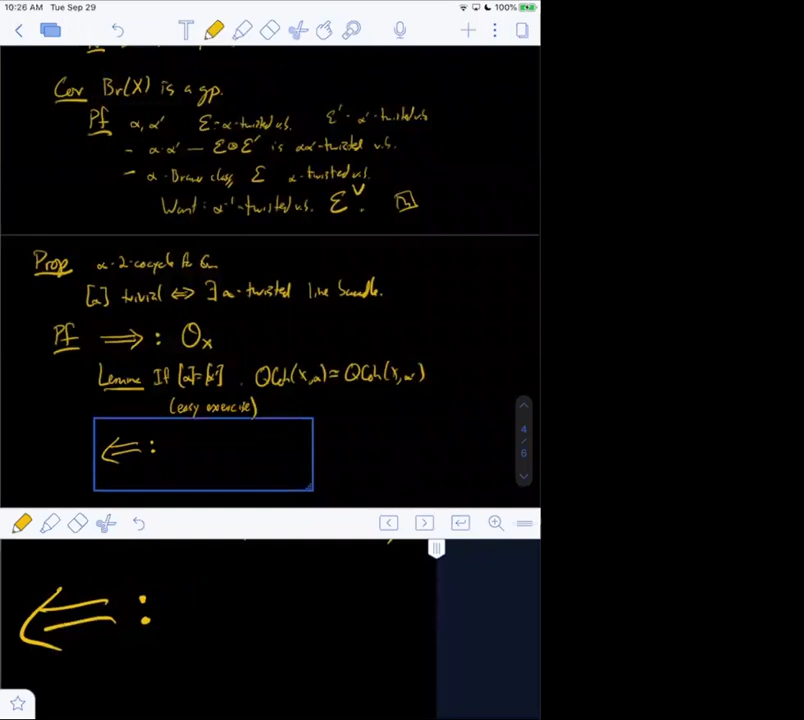 10:26 AM Tue Sep 29 100%
Cor Br(X) is a gp.
Pf α, α' ℰ - α-twisted v.s. ℰ' - α'-twisted v.s.
- α·α' — ℰ⊗ℰ' is αα'-twisted v.s.
- α - Brauer class, ℰ α-twisted v.s.
Want: α⁻¹-twisted v.s. ℰ^∨.
Prop α - 2-cocycle for Gm
[α] trivial ⟺ ∃ α-twisted line bundle.
Pf ⟹ : O_X
Lemma If [α]=[α'], QCoh(X,α) ≃ QCoh(X,α')
(easy exercise)
⟸ :
4
/
6
⟸ :